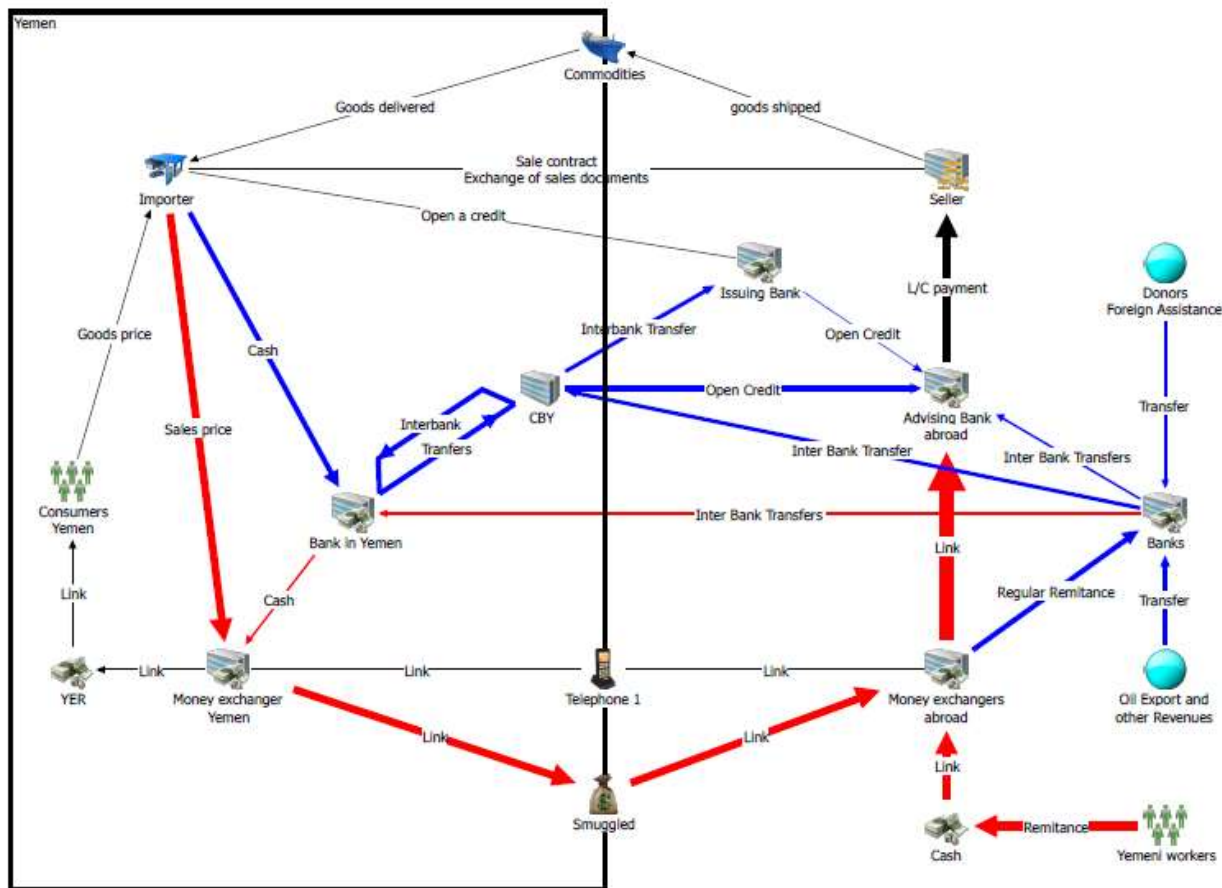 Yemen
Commodities
Goods delivered
goods shipped
Sale contract
Exchange of sales documents
Importer
Seller
Open a credit
Issuing Bank
L/C payment
Donors
Foreign Assistance
Goods price
Interbank Transfer
Cash
Open Credit
Open Credit
CBY
Advising Bank
abroad
Transfer
Interbank
Tranfers
Sales price
Inter Bank Transfer
Inter Bank Transfers
Consumers
Yemen
Bank in Yemen
Inter Bank Transfers
Banks
Link
Link
Cash
Regular Remitance
Transfer
YER
Link
Money exchanger
Yemen
Link
Telephone 1
Link
Money exchangers
abroad
Oil Export and
other Revenues
Link
Link
Link
Smuggled
Cash
Remitance
Yemeni workers